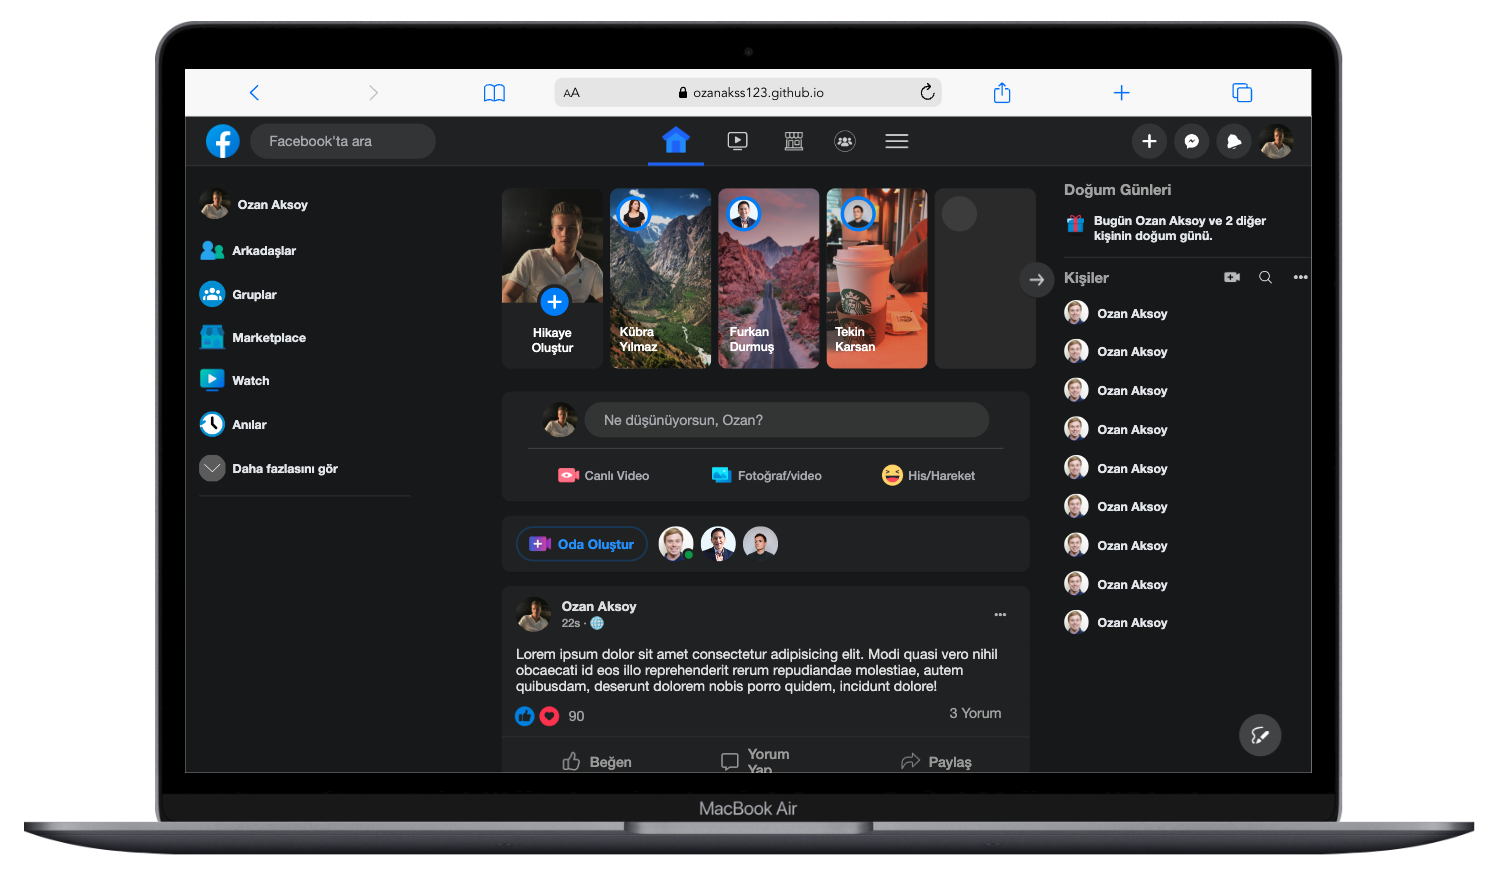 AA
ozanakss123.github.io
Facebook'ta ara
Ozan Aksoy
Arkadaşlar
Gruplar
Marketplace
Watch
Anılar
Daha fazlasını gör
Hikaye
Oluştur
Kübra
Yılmaz
Furkan
Durmuş
Tekin
Karsan
Ne düşünüyorsun, Ozan?
Canlı Video
Fotoğraf/video
His/Hareket
Oda Oluştur
Ozan Aksoy
22s ·
Lorem ipsum dolor sit amet consectetur adipisicing elit. Modi quasi vero nihil
obcaecati id eos illo reprehenderit rerum repudiandae molestiae, autem
quibusdam, deserunt dolorem nobis porro quidem, incidunt dolore!
90
3 Yorum
Beğen
Yorum
Yap
Paylaş
Doğum Günleri
Bugün Ozan Aksoy ve 2 diğer
kişinin doğum günü.
Kişiler
Ozan Aksoy
Ozan Aksoy
Ozan Aksoy
Ozan Aksoy
Ozan Aksoy
Ozan Aksoy
Ozan Aksoy
Ozan Aksoy
Ozan Aksoy
MacBook Air